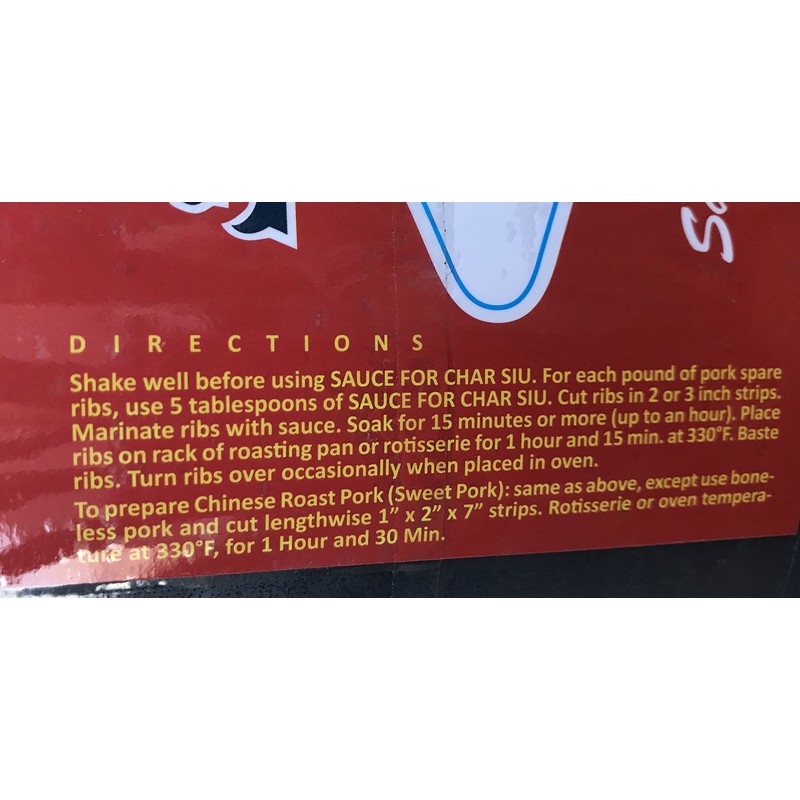 Sa
DIRECTIONS
Shake well before using SAUCE FOR CHAR SIU. For each pound of pork spare
ribs, use 5 tablespoons of SAUCE FOR CHAR SIU. Cut ribs in 2 or 3 inch strips.
Marinate ribs with sauce. Soak for 15 minutes or more (up to an hour). Place
ribs on rack of roasting pan or rotisserie for 1 hour and 15 min. at 330°F. Baste
ribs. Turn ribs over occasionally when placed in oven.
To prepare Chinese Roast Pork (Sweet Pork): same as above, except use bone-
less pork and cut lengthwise 1” x 2” x 7” strips. Rotisserie or oven tempera-
ture at 330°F, for 1 Hour and 30 Min.